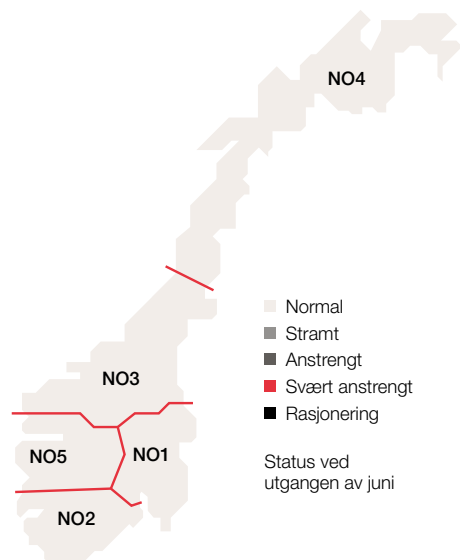 NO4
Normal
Stramt
Anstrengt
Svært anstrengt
Rasjonering
NO3
NO5
NO1
Status ved
utgangen av juni
NO2